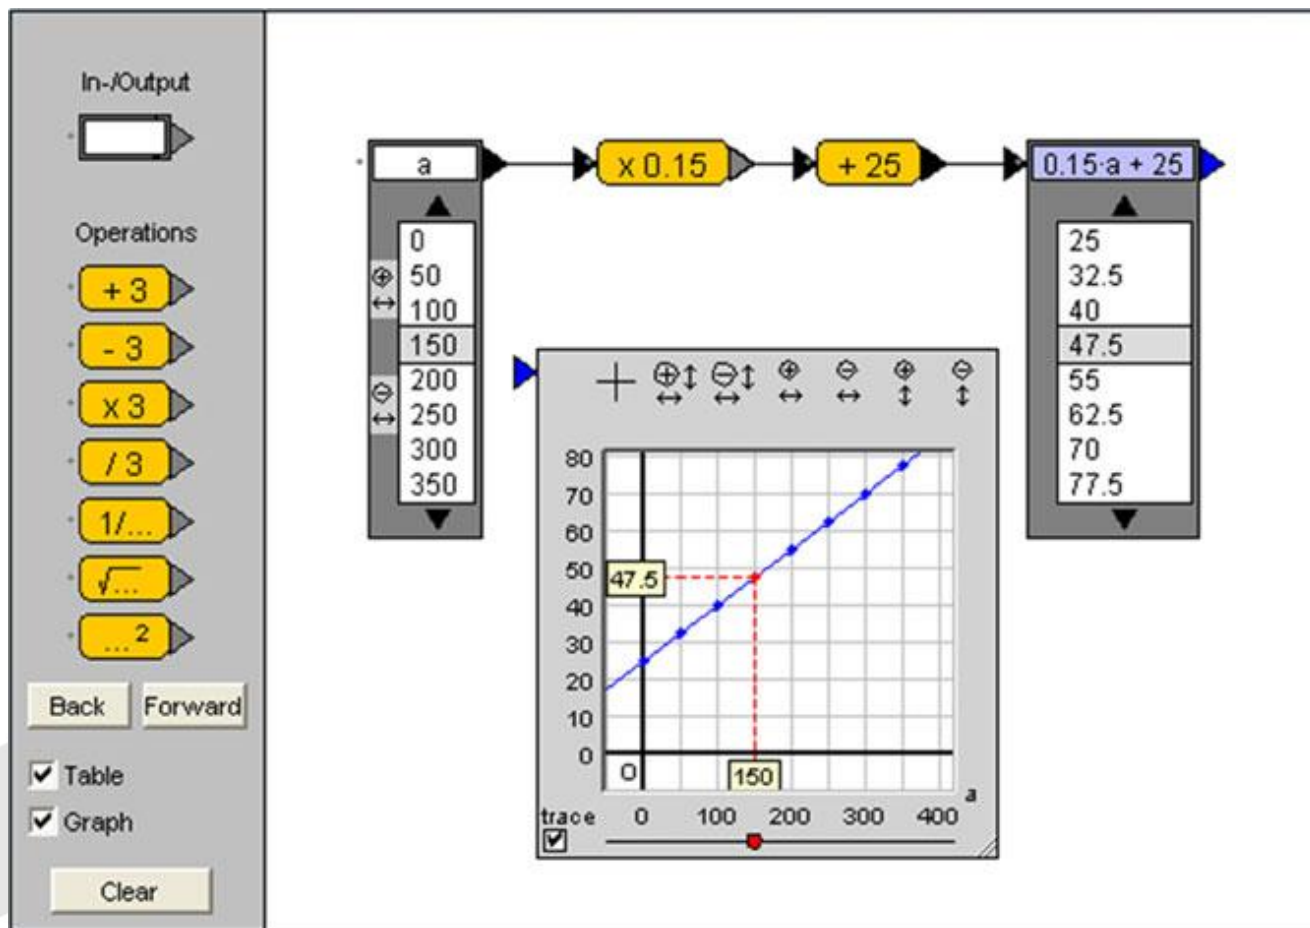 In-/Output
Operations
+ 3
- 3
x 3
/ 3
1/...
√...
...²
Back Forward
Table
Graph
Clear
a x 0.15 + 25 0.15·a + 25
0
50
100
150
200
250
300
350
25
32.5
40
47.5
55
62.5
70
77.5
80
70
60
50
47.5
40
30
20
10
0
O 150
a
trace 0 100 200 300 400